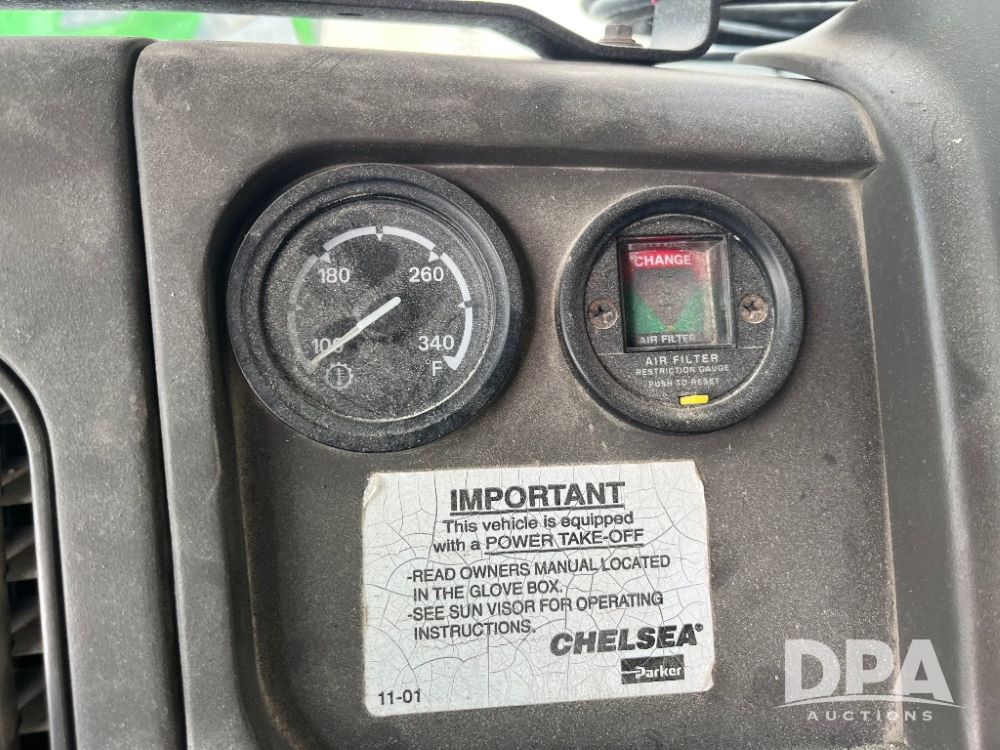 180
260
100
340
F
CHANGE
AIR FILTER
AIR FILTER
RESTRICTION GAUGE
PUSH TO RESET
IMPORTANT
This vehicle is equipped
with a POWER TAKE-OFF
-READ OWNERS MANUAL LOCATED
IN THE GLOVE BOX.
-SEE SUN VISOR FOR OPERATING
INSTRUCTIONS.
CHELSEA®
Parker
11-01
DPA
AUCTIONS